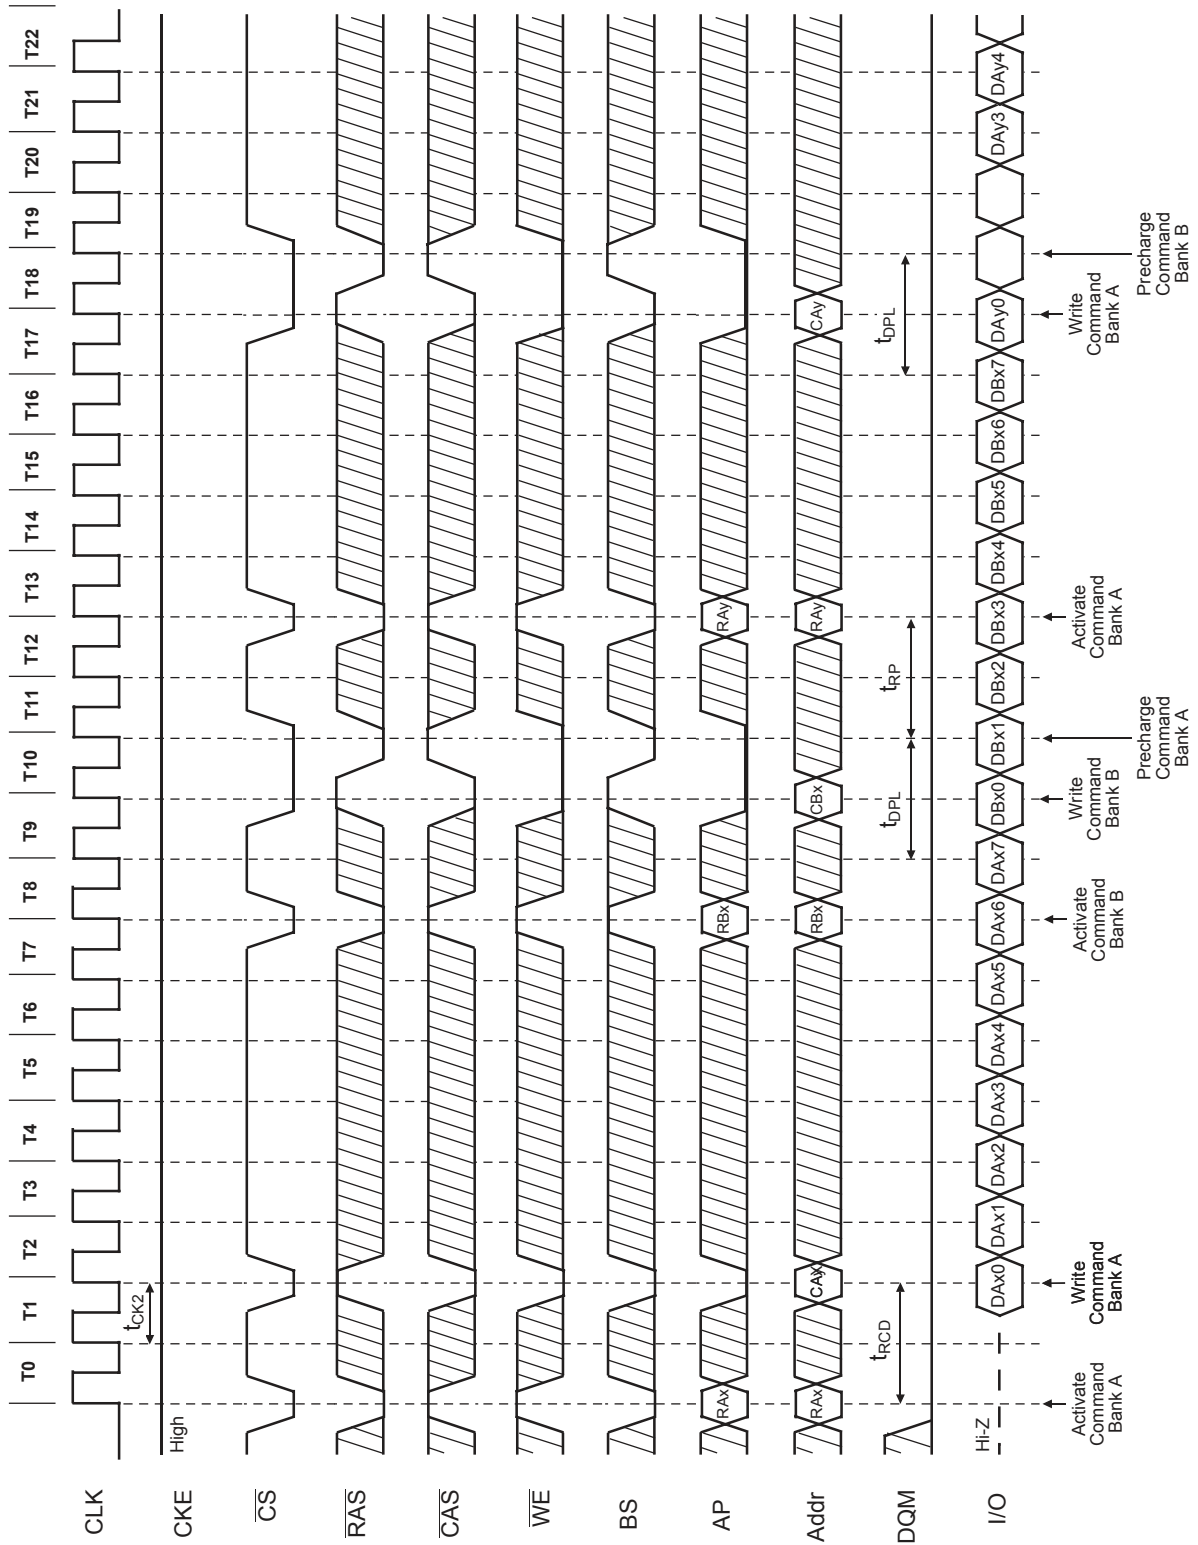 T0 T1 T2 T3 T4 T5 T6 T7 T8 T9 T10 T11 T12 T13 T14 T15 T16 T17 T18 T19 T20 T21 T22
CLK
tCK2
CKE
High
CS
RAS
CAS
WE
BS
AP
RAx RBx RAy
Addr
RAx CAx RBx CBx RAy CAy
DQM
tRCD tDPL tRP tDPL
I/O
Hi-Z DAx0 DAx1 DAx2 DAx3 DAx4 DAx5 DAx6 DAx7 DBx0 DBx1 DBx2 DBx3 DBx4 DBx5 DBx6 DBx7 DAy0 DAy3 DAy4
Activate
Command
Bank A
Write
Command
Bank A
Activate
Command
Bank B
Write
Command
Bank B
Precharge
Command
Bank A
Activate
Command
Bank A
Write
Command
Bank A
Precharge
Command
Bank B